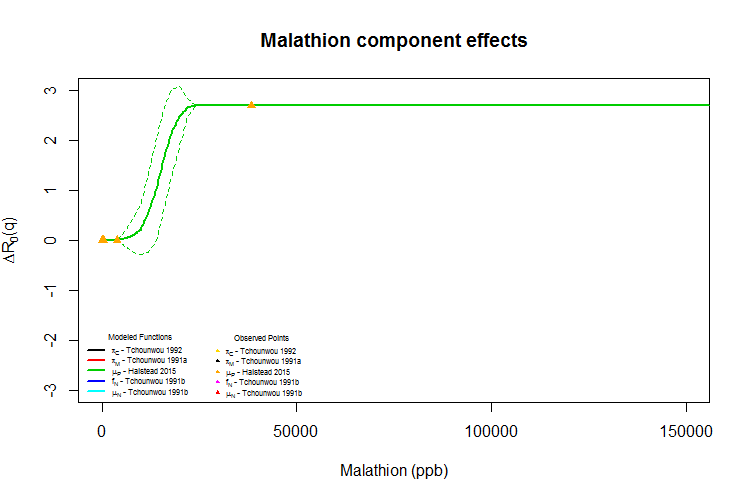 Malathion component effects
ΔR0(q)
3
2
1
0
-1
-2
-3
Modeled Functions
πC - Tchounwou 1992
πM - Tchounwou 1991a
μP - Halstead 2015
fN - Tchounwou 1991b
μN - Tchounwou 1991b
Observed Points
πC - Tchounwou 1992
πM - Tchounwou 1991a
μP - Halstead 2015
fN - Tchounwou 1991b
μN - Tchounwou 1991b
0 50000 100000 150000
Malathion (ppb)